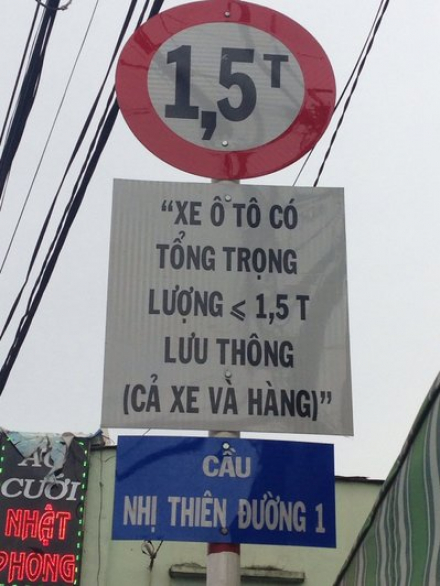 1,5T
"XE Ô TÔ CÓ
TỔNG TRỌNG
LƯỢNG ⩽ 1,5 T
LƯU THÔNG
(CẢ XE VÀ HÀNG)"
CẦU
NHỊ THIÊN ĐƯỜNG 1
ÁO
CƯỚI
NHẬT
PHONG